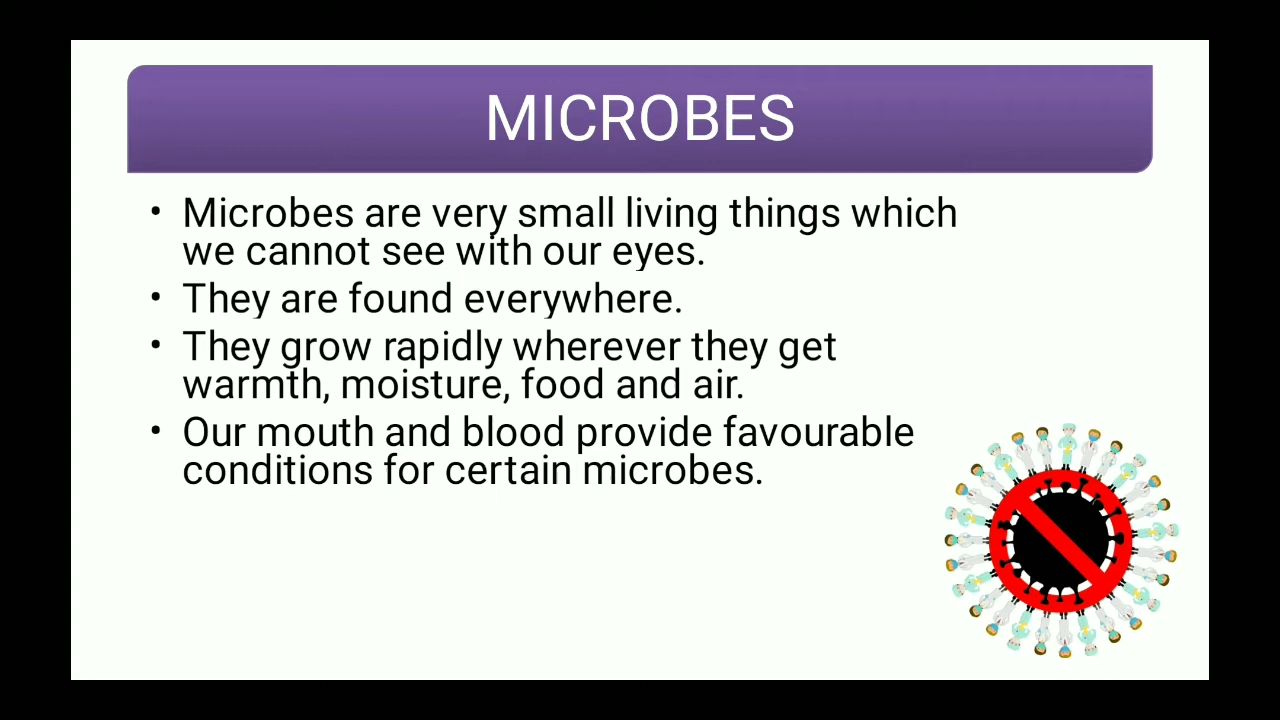 MICROBES
• Microbes are very small living things which
we cannot see with our eyes.
• They are found everywhere.
• They grow rapidly wherever they get
warmth, moisture, food and air.
• Our mouth and blood provide favourable
conditions for certain microbes.